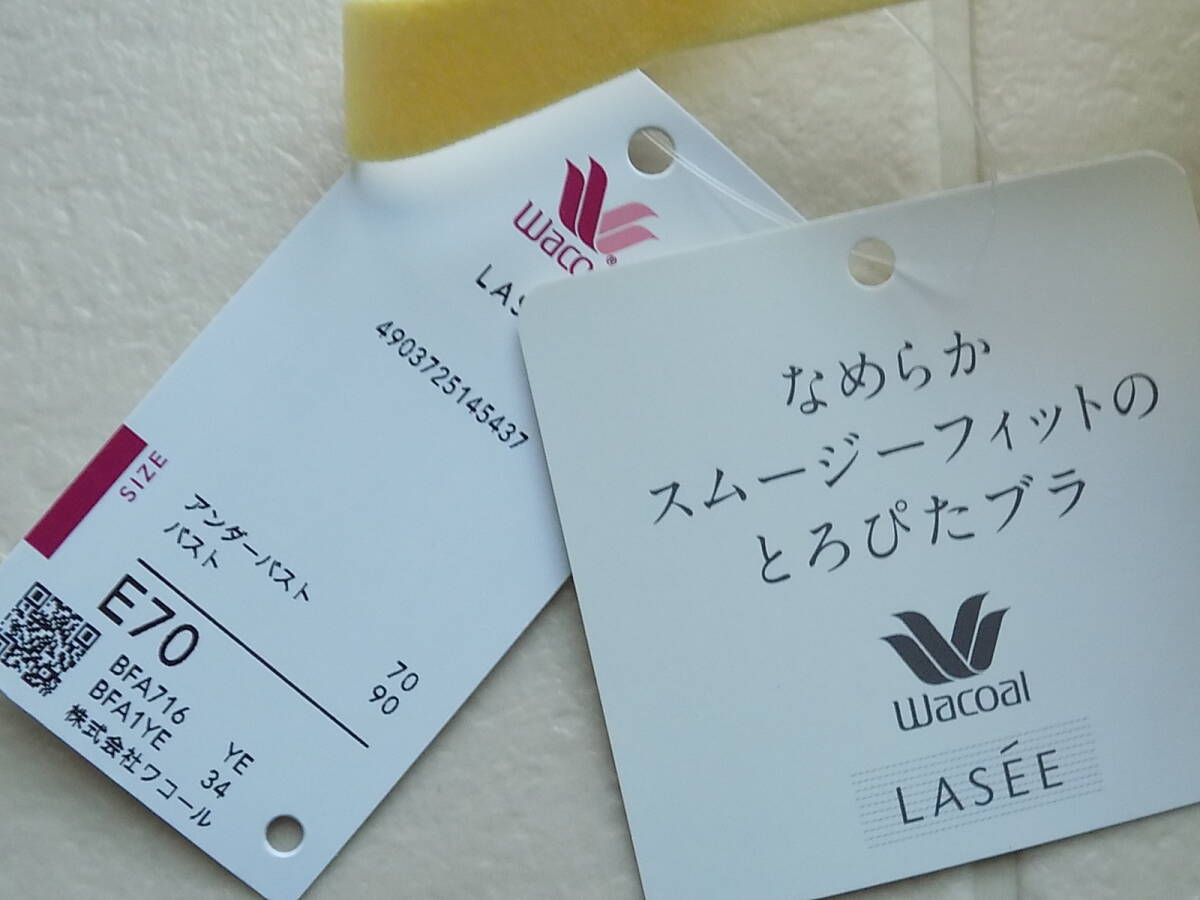 Wacoal
LASÉE
4903725145437
SIZE
アンダーバスト 70
バスト 90
E70
BFA716 YE
BFA1YE 34
株式会社ワコール
なめらか
スムージーフィットの
とろぴたブラ
Wacoal
LASÉE